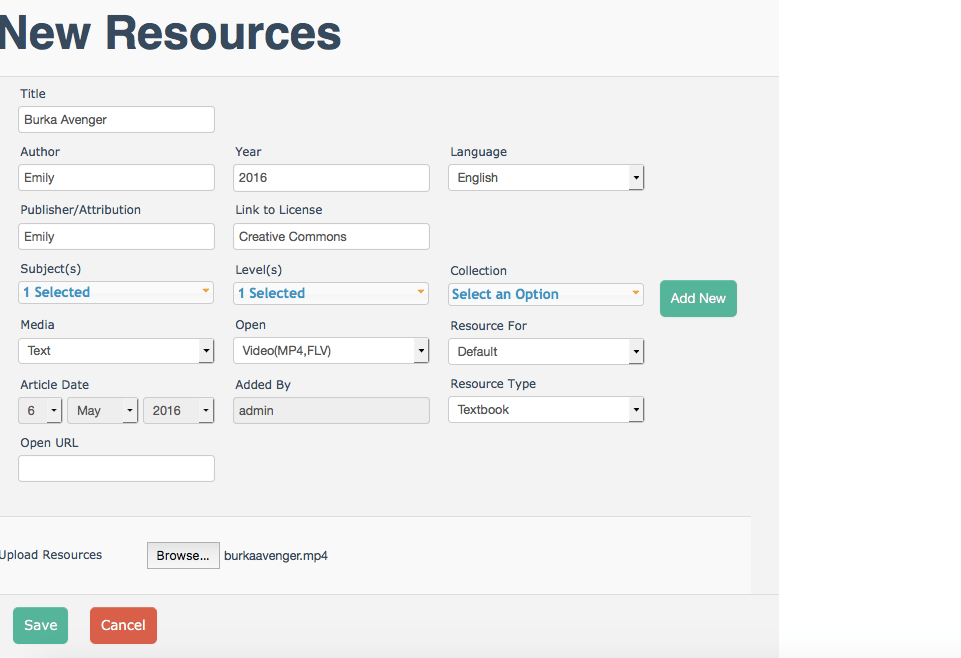 New Resources
Title
Burka Avenger
Author Year Language
Emily 2016 English
Publisher/Attribution Link to License
Emily Creative Commons
Subject(s) Level(s) Collection
1 Selected 1 Selected Select an Option Add New
Media Open Resource For
Text Video(MP4,FLV) Default
Article Date Added By Resource Type
6 May 2016 admin Textbook
Open URL
Upload Resources Browse... burkaavenger.mp4
Save Cancel